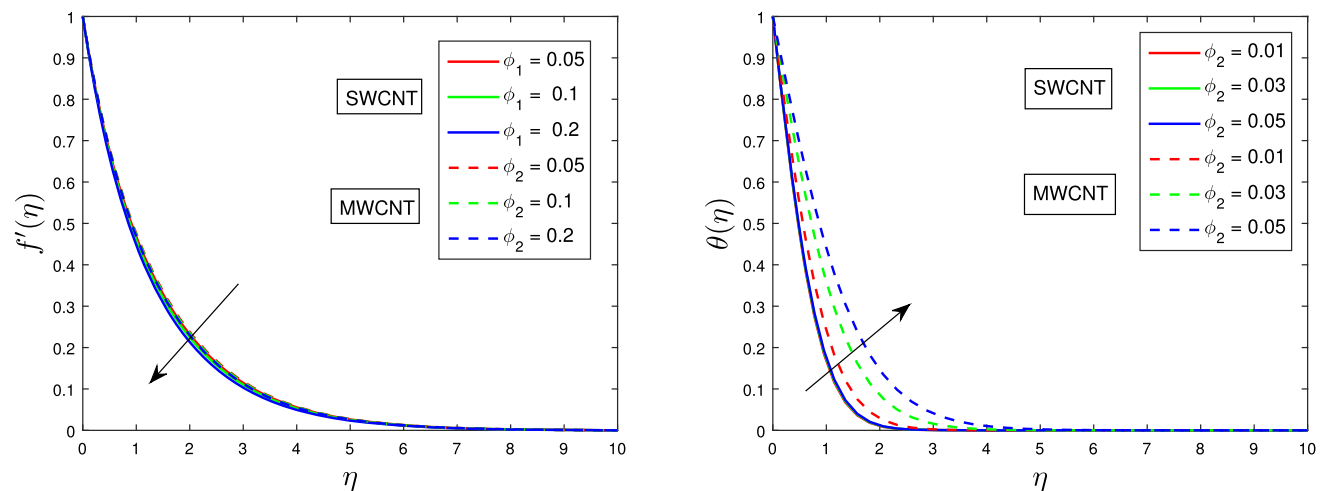 1
0.9
0.8
0.7
0.6
0.5
0.4
0.3
0.2
0.1
0
f'(η)
SWCNT
MWCNT
ϕ₁ = 0.05
ϕ₁ = 0.1
ϕ₁ = 0.2
ϕ₂ = 0.05
ϕ₂ = 0.1
ϕ₂ = 0.2
0 1 2 3 4 5 6 7 8 9 10
η
1
0.9
0.8
0.7
0.6
0.5
0.4
0.3
0.2
0.1
0
θ(η)
SWCNT
MWCNT
ϕ₂ = 0.01
ϕ₂ = 0.03
ϕ₂ = 0.05
ϕ₂ = 0.01
ϕ₂ = 0.03
ϕ₂ = 0.05
0 1 2 3 4 5 6 7 8 9 10
η